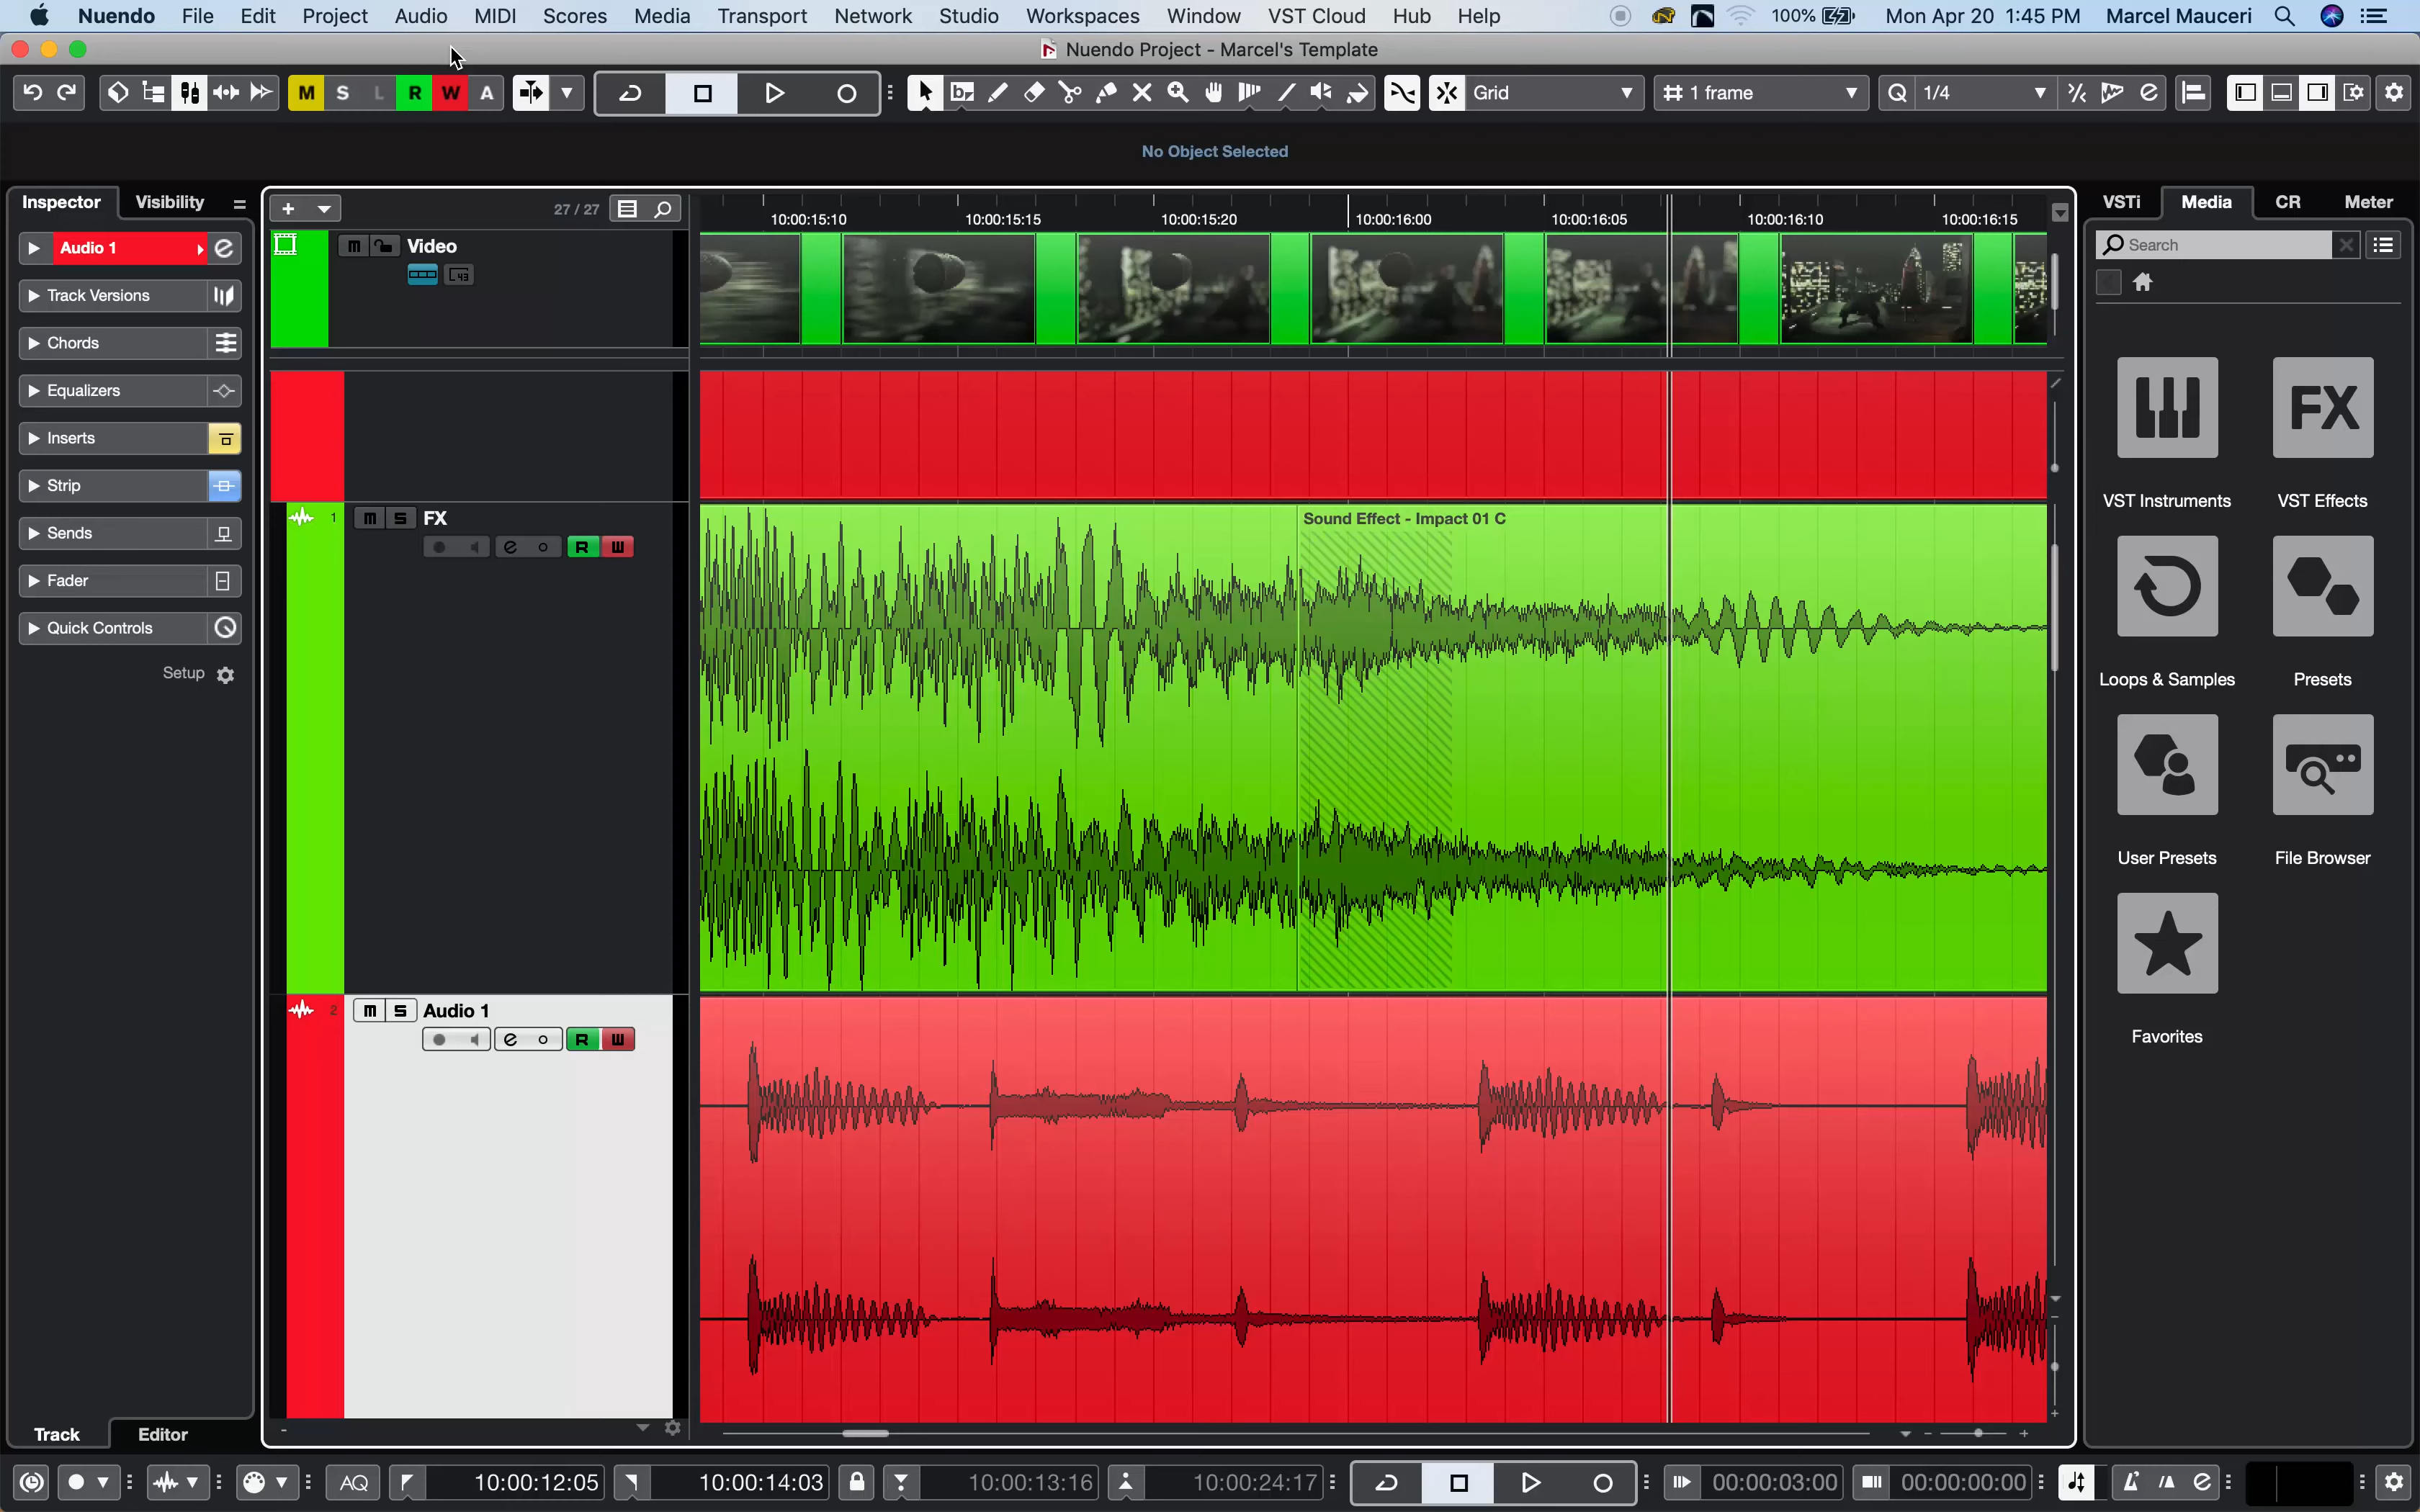 Nuendo File Edit Project Audio MIDI Scores Media Transport Network Studio Workspaces Window VST Cloud Hub Help 100% Mon Apr 20 1:45 PM Marcel Mauceri
Nuendo Project - Marcel's Template
M S L R W A Grid 1 frame Q 1/4
No Object Selected
Inspector Visibility
27 / 27
10:00:15:10 10:00:15:15 10:00:15:20 10:00:16:00 10:00:16:05 10:00:16:10 10:00:16:15
VSTi Media CR Meter
Search
Audio 1 e
m Video
43
Track Versions
Chords
Equalizers
Inserts
Strip
Sends
Fader
Quick Controls
Setup
1 m S FX
e R W
Sound Effect - Impact 01 C
2 m S Audio 1
e R W
FX
VST Instruments VST Effects
Loops & Samples Presets
User Presets File Browser
Favorites
Track Editor
AQ 10:00:12:05 10:00:14:03 10:00:13:16 10:00:24:17 00:00:03:00 00:00:00:00